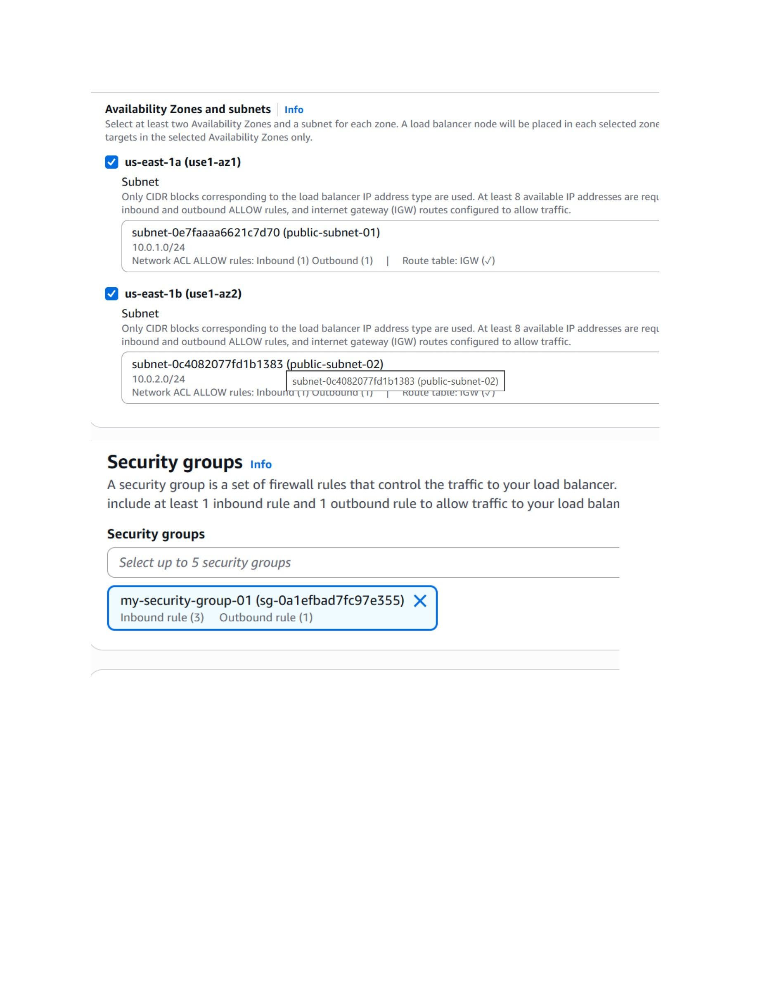 Availability Zones and subnets | Info
Select at least two Availability Zones and a subnet for each zone. A load balancer node will be placed in each selected zone
targets in the selected Availability Zones only.
us-east-1a (use1-az1)
Subnet
Only CIDR blocks corresponding to the load balancer IP address type are used. At least 8 available IP addresses are requ
inbound and outbound ALLOW rules, and internet gateway (IGW) routes configured to allow traffic.
subnet-0e7faaaa6621c7d70 (public-subnet-01)
10.0.1.0/24
Network ACL ALLOW rules: Inbound (1) Outbound (1) | Route table: IGW (✓)
us-east-1b (use1-az2)
Subnet
Only CIDR blocks corresponding to the load balancer IP address type are used. At least 8 available IP addresses are requ
inbound and outbound ALLOW rules, and internet gateway (IGW) routes configured to allow traffic.
subnet-0c4082077fd1b1383 (public-subnet-02)
10.0.2.0/24
subnet-0c4082077fd1b1383 (public-subnet-02)
Network ACL ALLOW rules: Inbound (1) Outbound (1) | Route table: IGW (✓)
Security groups Info
A security group is a set of firewall rules that control the traffic to your load balancer.
include at least 1 inbound rule and 1 outbound rule to allow traffic to your load balan
Security groups
Select up to 5 security groups
my-security-group-01 (sg-0a1efbad7fc97e355)
Inbound rule (3) Outbound rule (1)